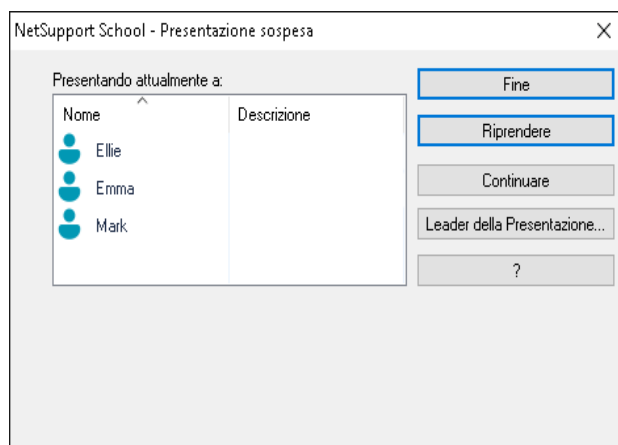 NetSupport School - Presentazione sospesa
Presentando attualmente a:
Nome Descrizione
Ellie
Emma
Mark
Fine
Riprendere
Continuare
Leader della Presentazione...
?